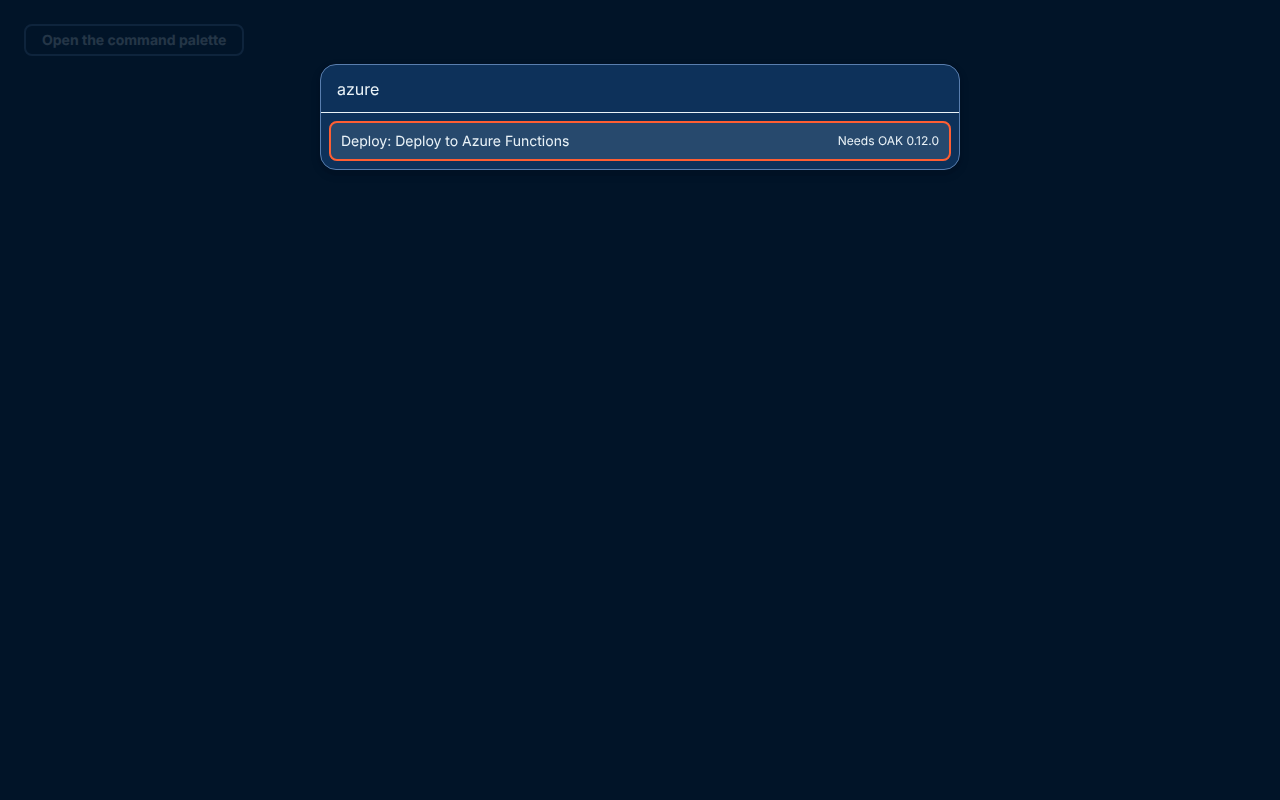 Open the command palette
azure
Deploy: Deploy to Azure Functions Needs OAK 0.12.0